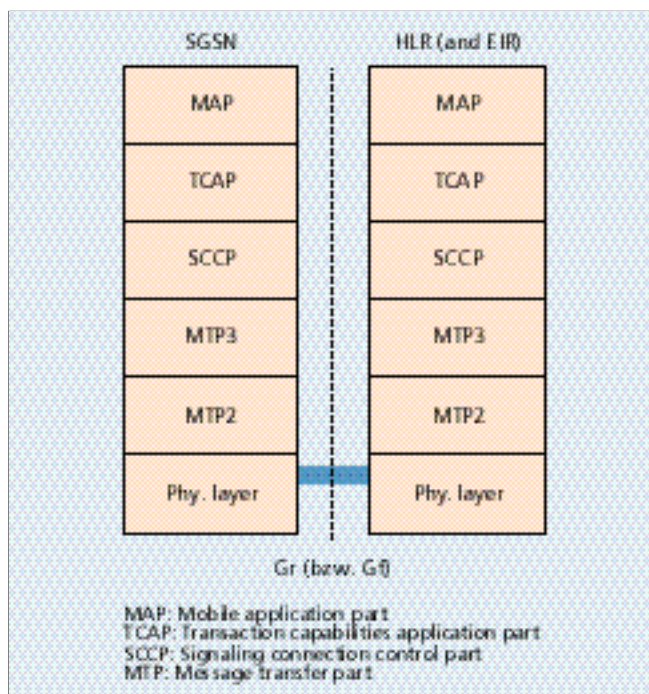 SGSN HLR (and EIR)
MAP MAP
TCAP TCAP
SCCP SCCP
MTP3 MTP3
MTP2 MTP2
Phy. layer Phy. layer
Gr (bzw. Gf)
MAP: Mobile application part
TCAP: Transaction capabilities application part
SCCP: Signaling connection control part
MTP: Message transfer part